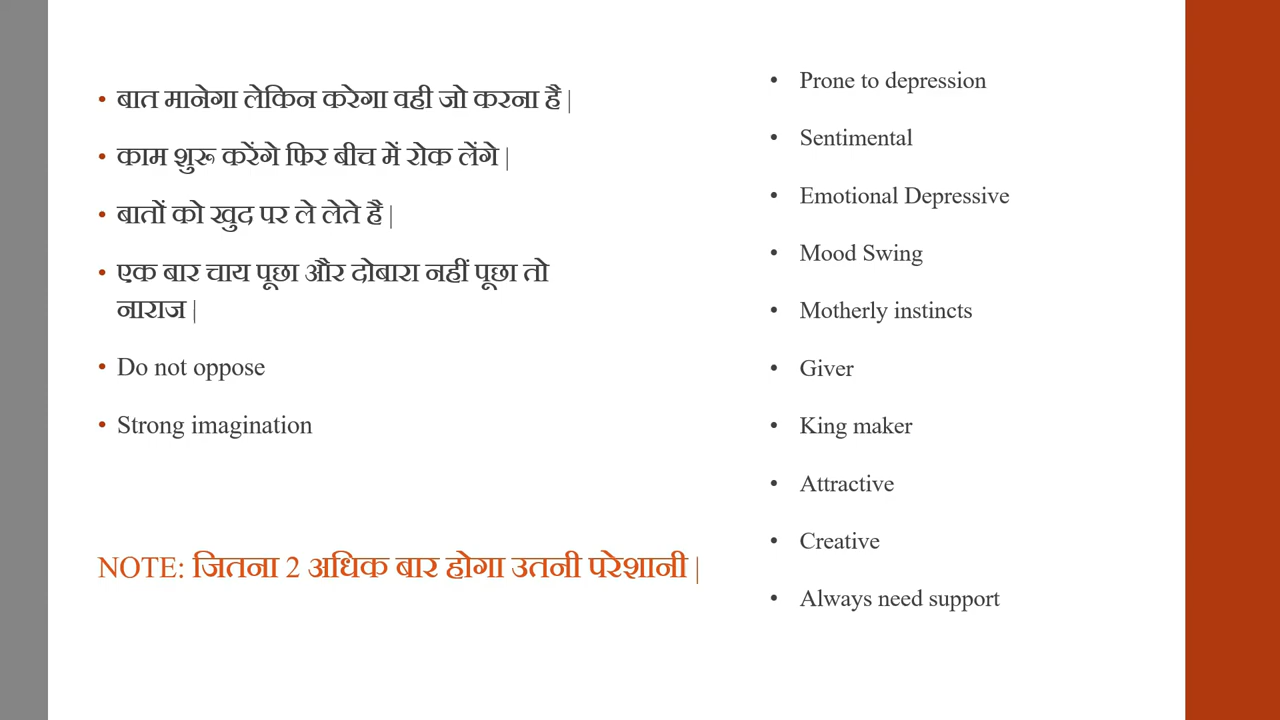 • बात मानेगा लेकिन करेगा वही जो करना है |
• काम शुरू करेंगे फिर बीच में रोक लेंगे |
• बातों को खुद पर ले लेते है |
• एक बार चाय पूछा और दोबारा नहीं पूछा तो
नाराज |
• Do not oppose
• Strong imagination
NOTE: जितना 2 अधिक बार होगा उतनी परेशानी |
• Prone to depression
• Sentimental
• Emotional Depressive
• Mood Swing
• Motherly instincts
• Giver
• King maker
• Attractive
• Creative
• Always need support